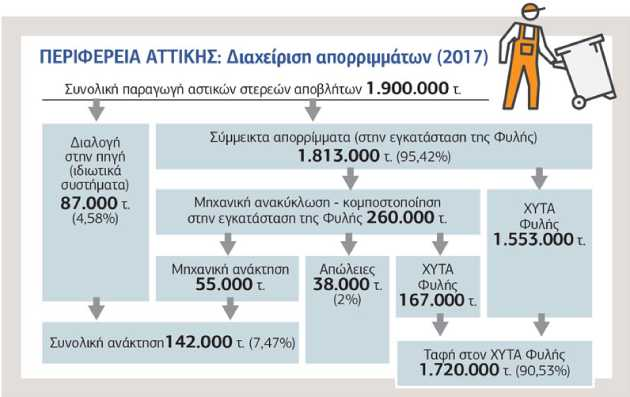 ΠΕΡΙΦΕΡΕΙΑ ΑΤΤΙΚΗΣ: Διαχείριση απορριμμάτων (2017)
Συνολική παραγωγή αστικών στερεών αποβλήτων 1.900.000 τ.
Διαλογή
στην πηγή
(ιδιωτικά
συστήματα)
87.000 τ.
(4,58%)
Σύμμεικτα απορρίμματα (στην εγκατάσταση της Φυλής)
1.813.000 τ. (95,42%)
Μηχανική ανακύκλωση - κομποστοποίηση
στην εγκατάσταση της Φυλής 260.000 τ.
ΧΥΤΑ
Φυλής
1.553.000 τ.
Μηχανική ανάκτηση
55.000 τ.
Απώλειες
38.000 τ.
(2%)
ΧΥΤΑ
Φυλής
167.000 τ.
Συνολική ανάκτηση 142.000 τ. (7,47%)
Ταφή στον ΧΥΤΑ Φυλής
1.720.000 τ. (90,53%)